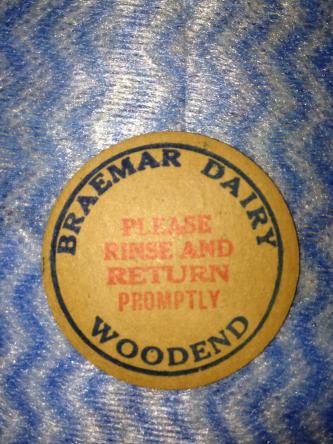 BRAEMAR DAIRY
PLEASE
RINSE AND
RETURN
PROMPTLY
WOODEND